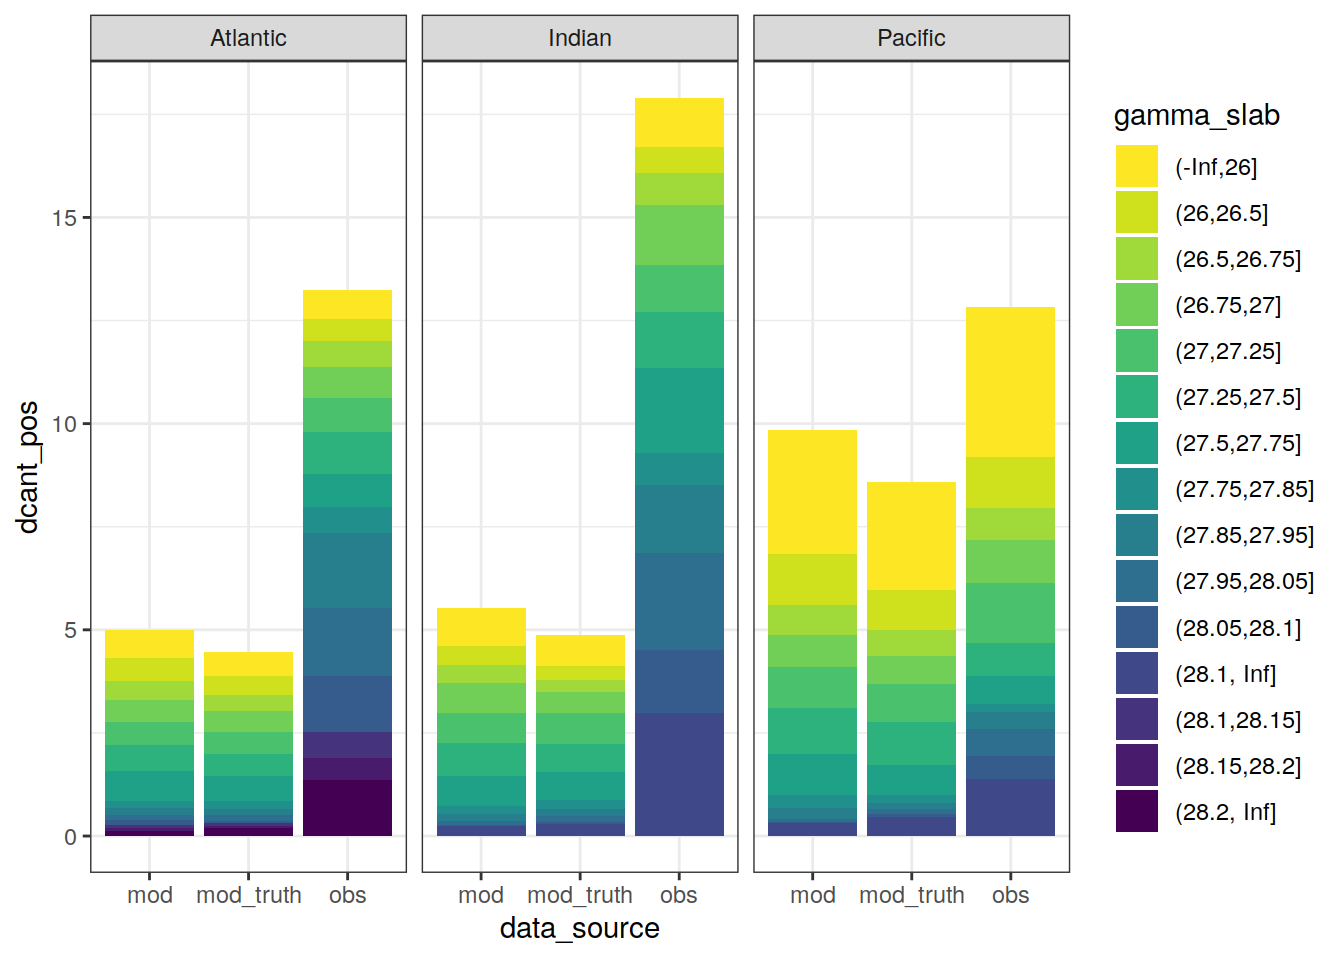 Atlantic
Indian
Pacific
dcant_pos
15
10
5
0
mod
mod_truth
obs
mod
mod_truth
obs
mod
mod_truth
obs
data_source
gamma_slab
(-Inf,26]
(26,26.5]
(26.5,26.75]
(26.75,27]
(27,27.25]
(27.25,27.5]
(27.5,27.75]
(27.75,27.85]
(27.85,27.95]
(27.95,28.05]
(28.05,28.1]
(28.1, Inf]
(28.1,28.15]
(28.15,28.2]
(28.2, Inf]